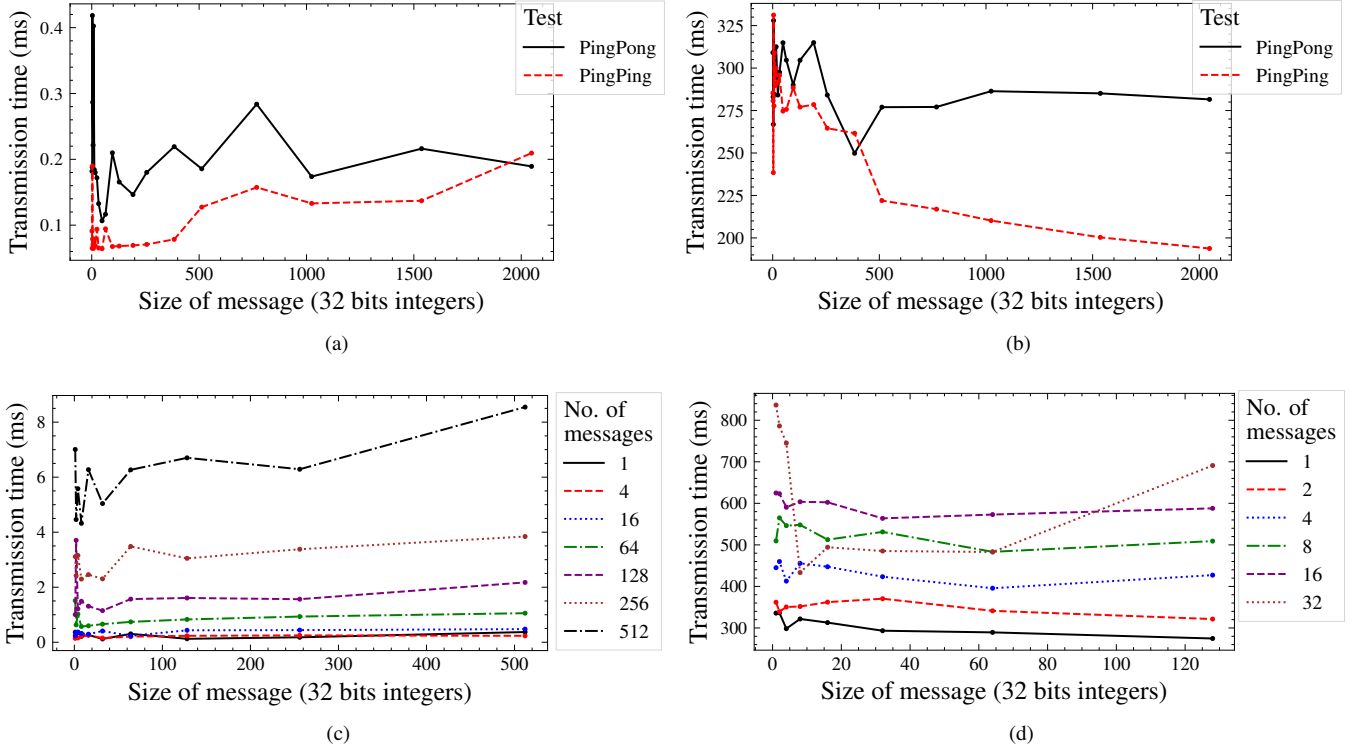 Transmission time (ms)
0.4
0.3
0.2
0.1
0
500
1000
1500
2000
Size of message (32 bits integers)
Test
PingPong
PingPing
(a)
Transmission time (ms)
325
300
275
250
225
200
0
500
1000
1500
2000
Size of message (32 bits integers)
Test
PingPong
PingPing
(b)
Transmission time (ms)
8
6
4
2
0
0
100
200
300
400
500
Size of message (32 bits integers)
No. of
messages
1
4
16
64
128
256
512
(c)
Transmission time (ms)
800
700
600
500
400
300
0
20
40
60
80
100
120
Size of message (32 bits integers)
No. of
messages
1
2
4
8
16
32
(d)